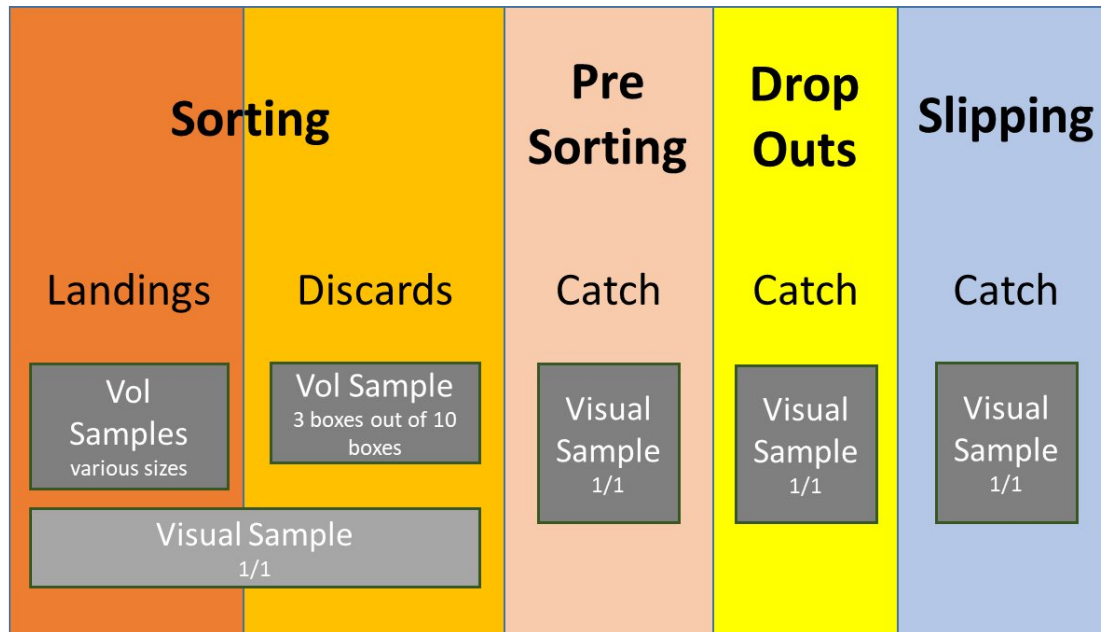 Sorting
Pre
Sorting
Drop
Outs
Slipping
Landings
Discards
Catch
Catch
Catch
Vol
Samples
various sizes
Vol Sample
3 boxes out of 10
boxes
Visual
Sample
1/1
Visual
Sample
1/1
Visual
Sample
1/1
Visual Sample
1/1